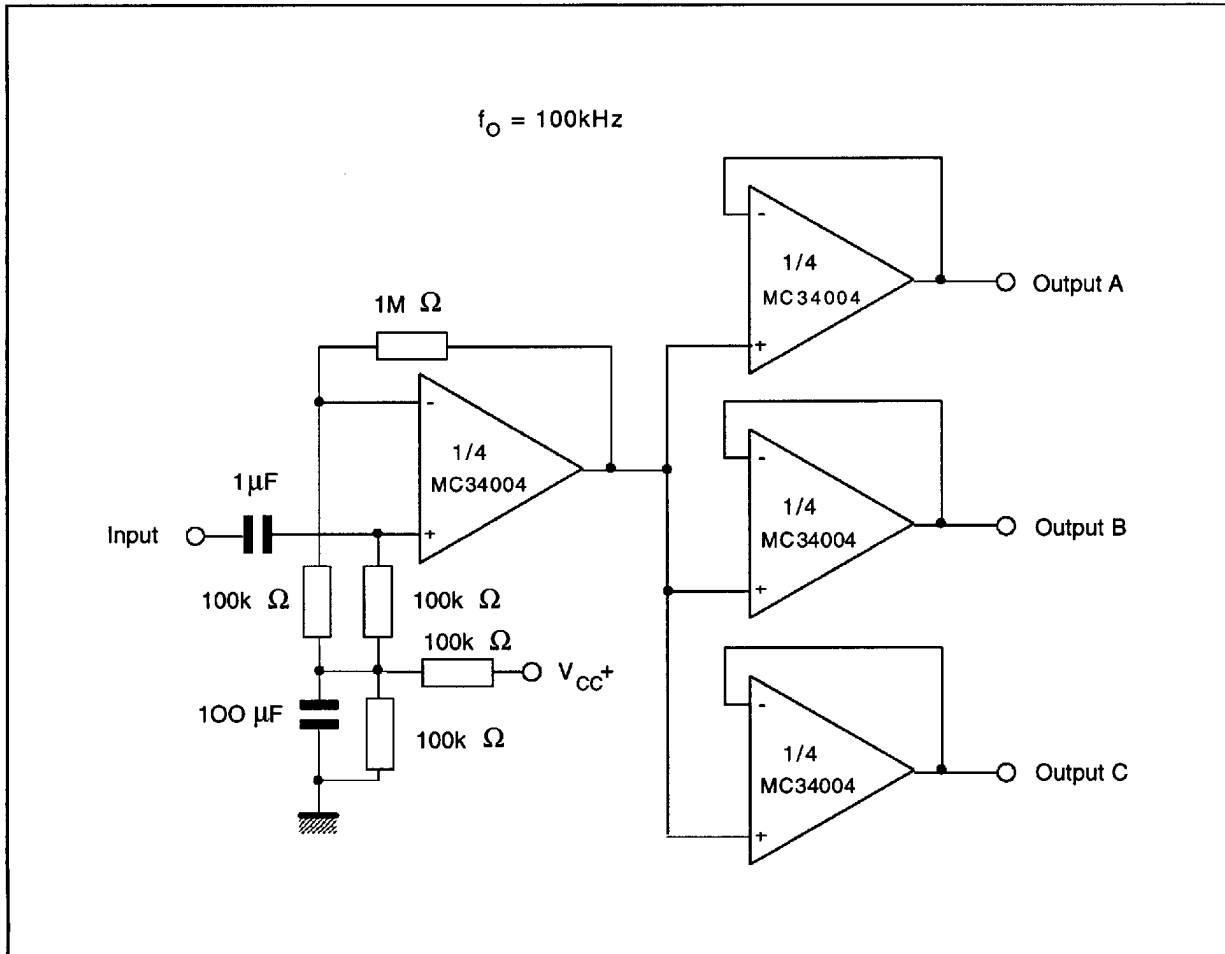 fO = 100kHz
1/4
MC34004
-
+
Output A
1M Ω
-
+
1/4
MC34004
1µF
Input
100k Ω
100k Ω
100k Ω
VCC+
100 µF
100k Ω
-
+
1/4
MC34004
Output B
-
+
1/4
MC34004
Output C